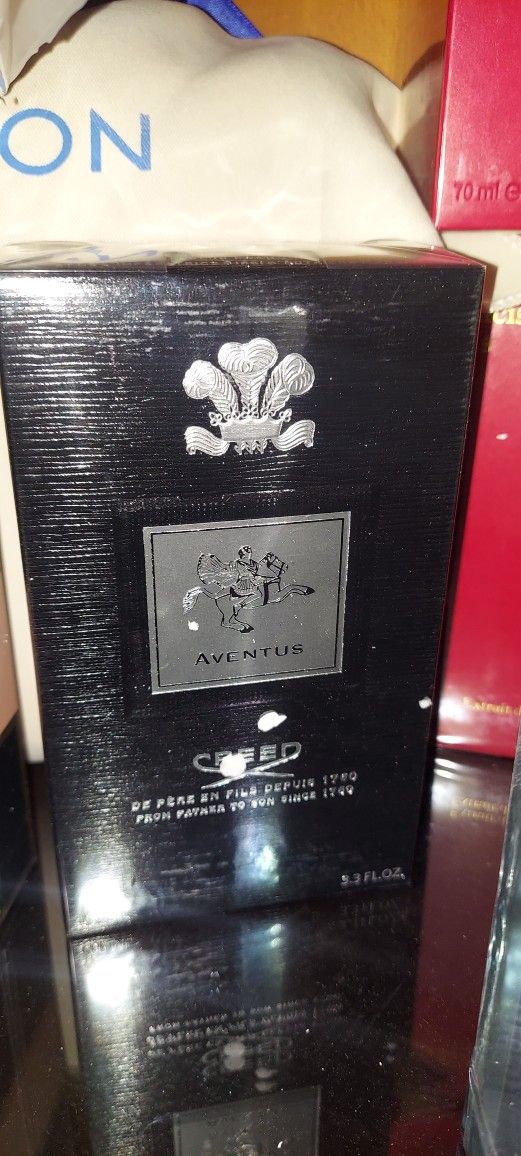 ON
70 ml e
AVENTUS
CREED
DE PÈRE EN FILS DEPUIS 1760
FROM FATHER TO SON SINCE 1760
3.3 FL.OZ.
Extrait d